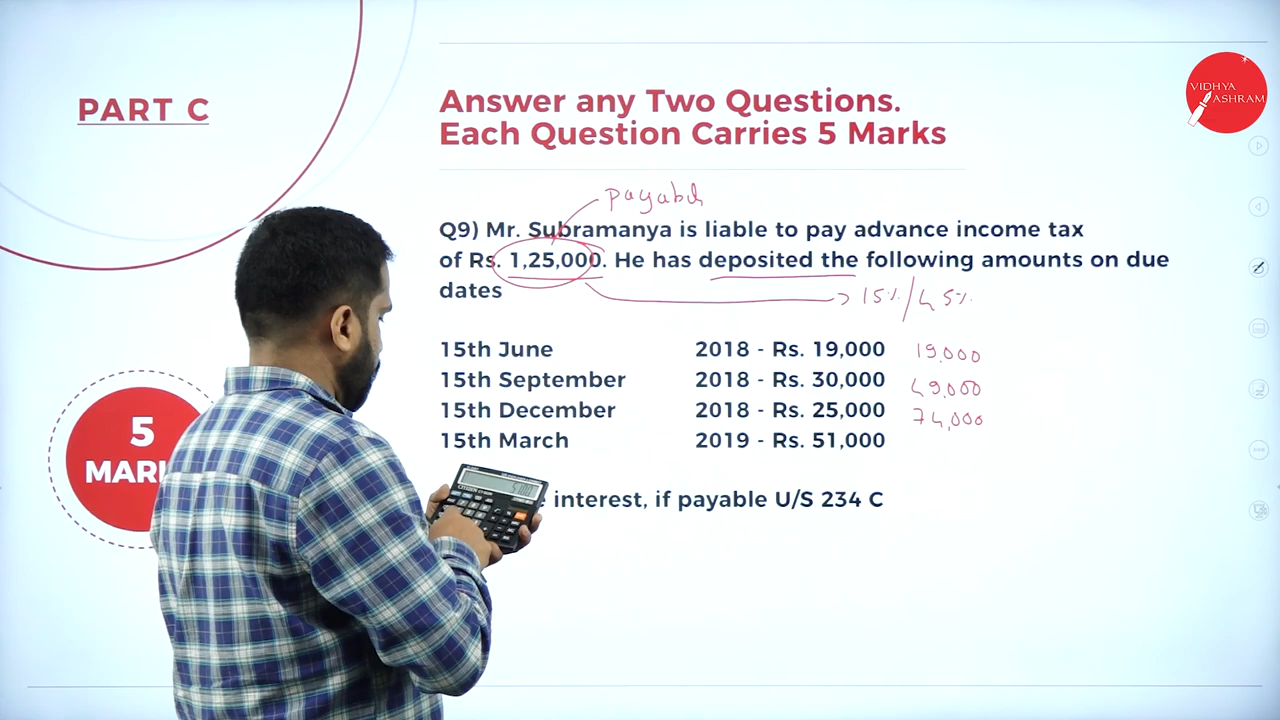 PART C
Answer any Two Questions.
Each Question Carries 5 Marks
VIDHYA
ASHRAM
Q9) Mr. Subramanya is liable to pay advance income tax
of Rs. 1,25,000. He has deposited the following amounts on due
dates
15% / 45%
15th June 2018 - Rs. 19,000 19,000
15th September 2018 - Rs. 30,000 49,000
15th December 2018 - Rs. 25,000 74,000
15th March 2019 - Rs. 51,000
interest, if payable U/S 234 C
5
CITIZEN